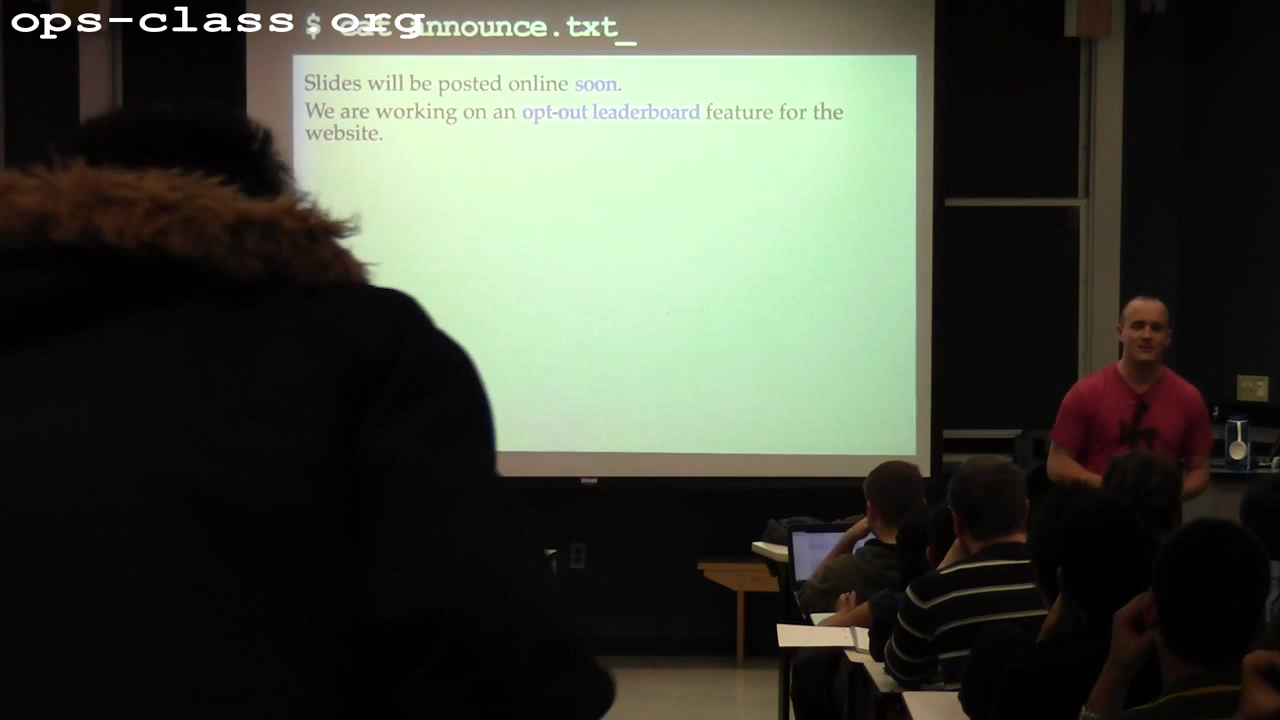 ops-class org
$ cat announce.txt_
Slides will be posted online soon.
We are working on an opt-out leaderboard feature for the
website.